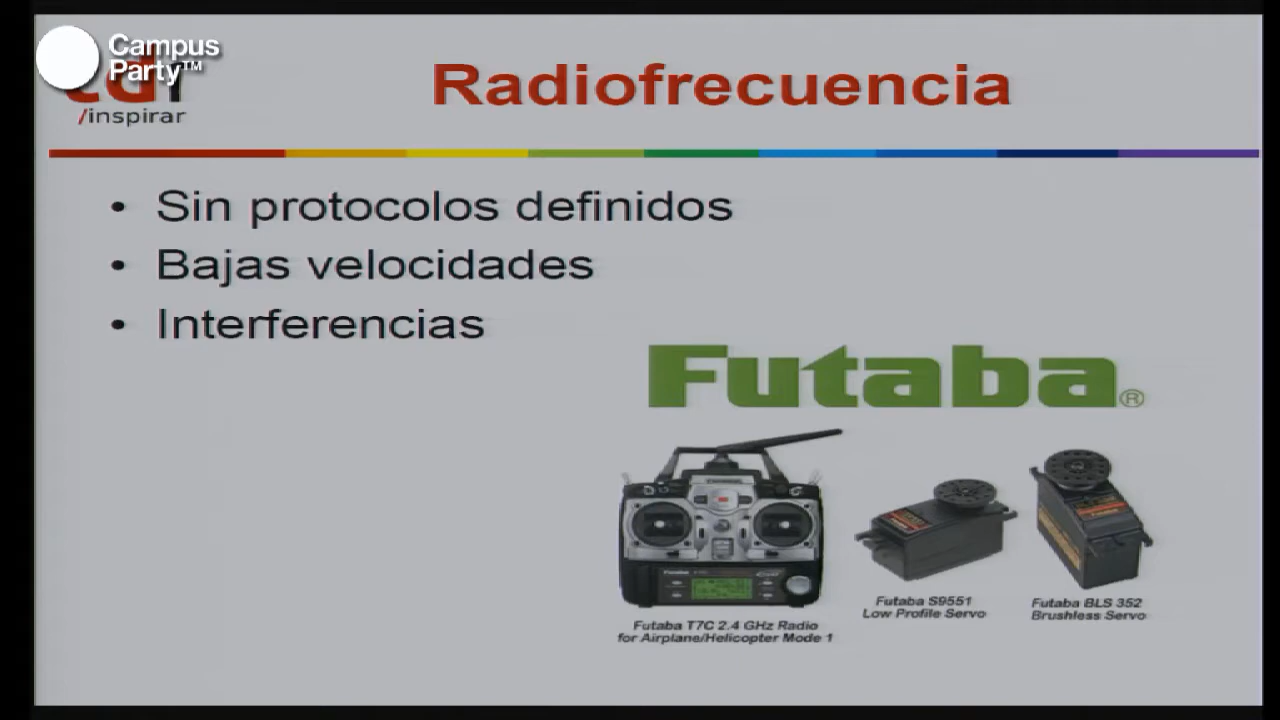 Campus
Party™
/inspirar
Radiofrecuencia
• Sin protocolos definidos
• Bajas velocidades
• Interferencias
Futaba®
Futaba T7C 2.4 GHz Radio
for Airplane/Helicopter Mode 1
Futaba S9551
Low Profile Servo
Futaba BLS 352
Brushless Servo